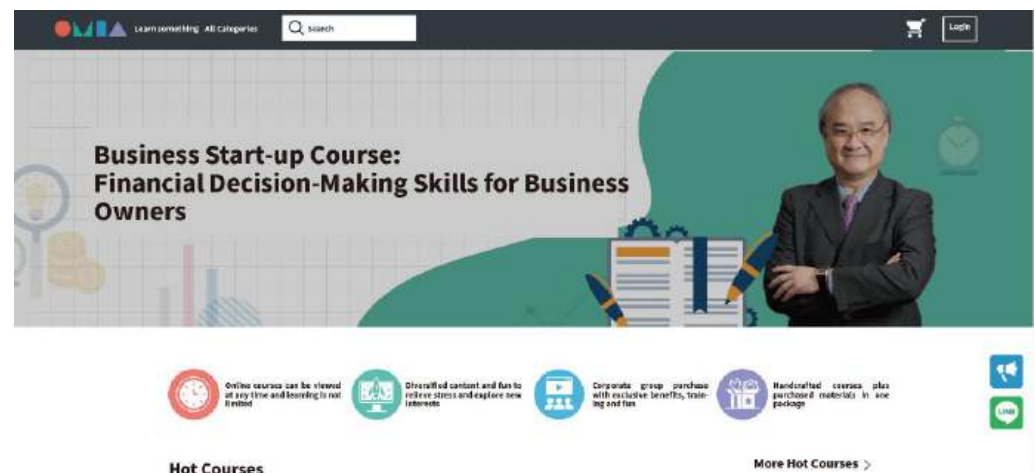 OMIA Learn something All Categories Search Login
Business Start-up Course:
Financial Decision-Making Skills for Business
Owners
Online courses can be viewed
at any time and learning is not
limited
Diversified content and fun to
relieve stress and explore new
interests
Corporate group purchase
with exclusive benefits, train-
ing and fun
Handcrafted courses plus
purchased materials in one
package
LINE
Hot Courses
More Hot Courses >